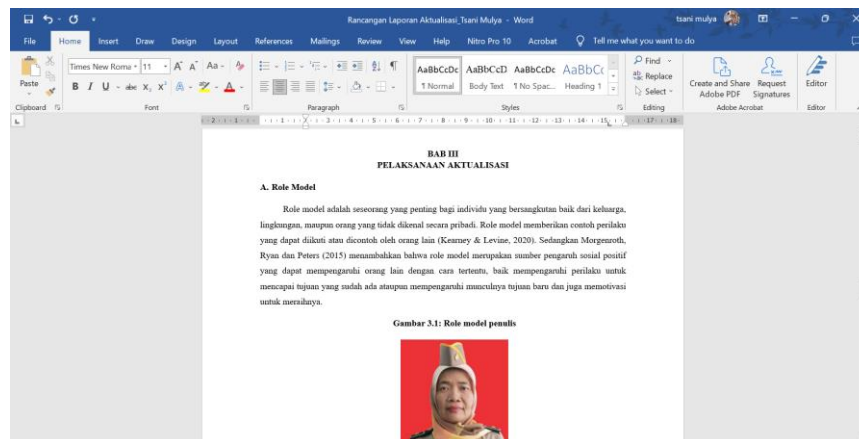 Rancangan Laporan Aktualisasi_Tsani Mulya - Word
tsani mulya
File Home Insert Draw Design Layout References Mailings Review View Help Nitro Pro 10 Acrobat Tell me what you want to do
Paste
Times New Roma 11
AaBbCcDc AaBbCcD AaBbCcDc AaBbCc
¶ Normal Body Text ¶ No Spac... Heading 1
Find
Replace
Select
Create and Share Adobe PDF
Request Signatures
Editor
Clipboard Font Paragraph Styles Editing Adobe Acrobat Editor
BAB III
PELAKSANAAN AKTUALISASI
A. Role Model
Role model adalah seseorang yang penting bagi individu yang bersangkutan baik dari keluarga,
lingkungan, maupun orang yang tidak dikenal secara pribadi. Role model memberikan contoh perilaku
yang dapat diikuti atau dicontoh oleh orang lain (Kearney & Levine, 2020). Sedangkan Morgenroth,
Ryan dan Peters (2015) menambahkan bahwa role model merupakan sumber pengaruh sosial positif
yang dapat mempengaruhi orang lain dengan cara tertentu, baik mempengaruhi perilaku untuk
mencapai tujuan yang sudah ada ataupun mempengaruhi munculnya tujuan baru dan juga memotivasi
untuk meraihnya.
Gambar 3.1: Role model penulis